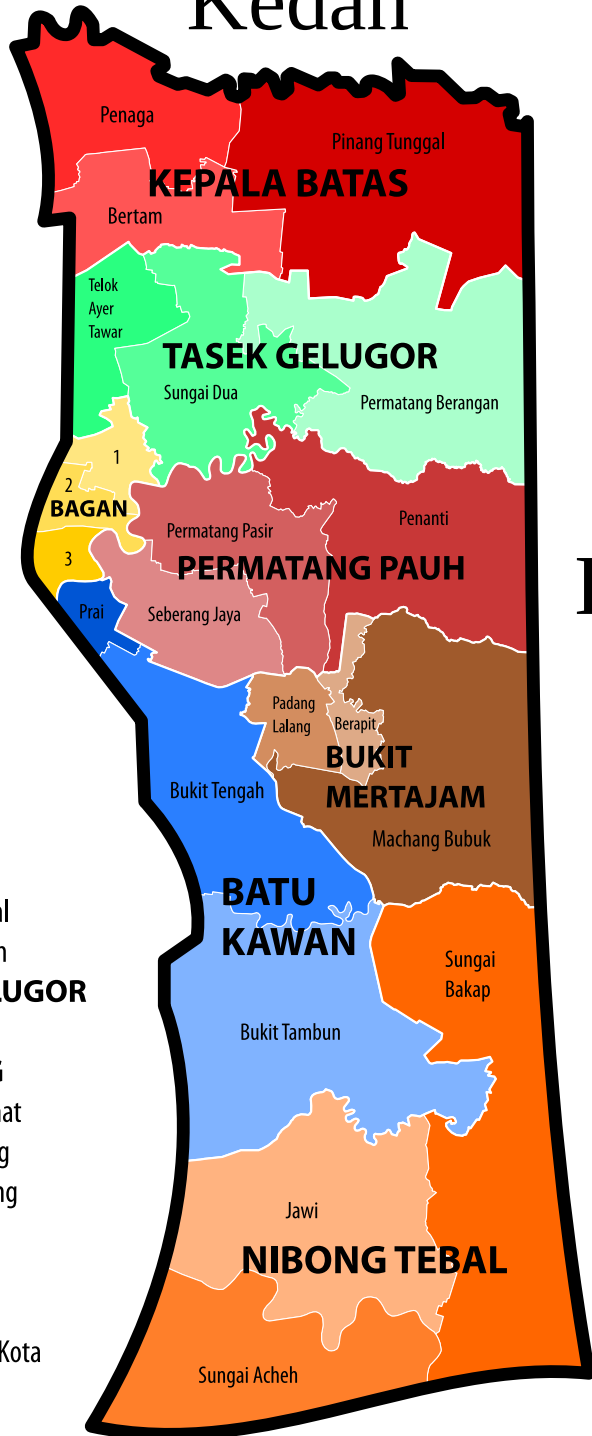 Kedah
Penaga
Pinang Tunggal
KEPALA BATAS
Bertam
Telok
Ayer
Tawar
TASEK GELUGOR
Sungai Dua
Permatang Berangan
1
2
BAGAN
Penanti
Permatang Pasir
3
PERMATANG PAUH
Prai
Seberang Jaya
Padang
Lalang
Berapit
BUKIT
MERTAJAM
Bukit Tengah
Machang Bubuk
BATU
KAWAN
Sungai
Bakap
Bukit Tambun
Jawi
NIBONG TEBAL
Kota
Sungai Acheh